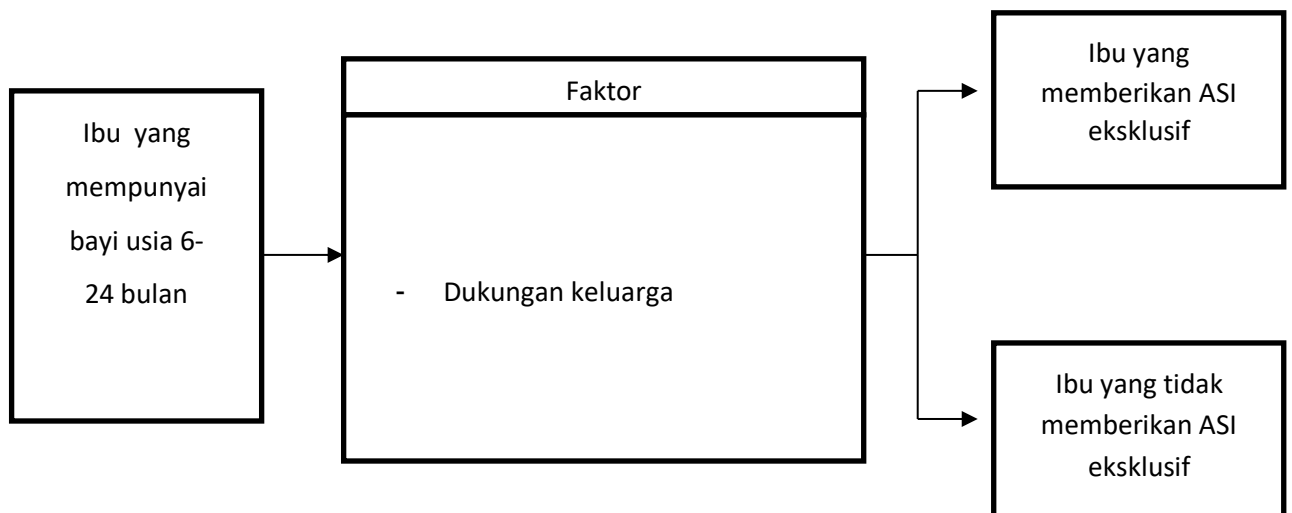 Ibu yang
mempunyai
bayi usia 6-
24 bulan
Faktor
- Dukungan keluarga
Ibu yang
memberikan ASI
eksklusif
Ibu yang tidak
memberikan ASI
eksklusif